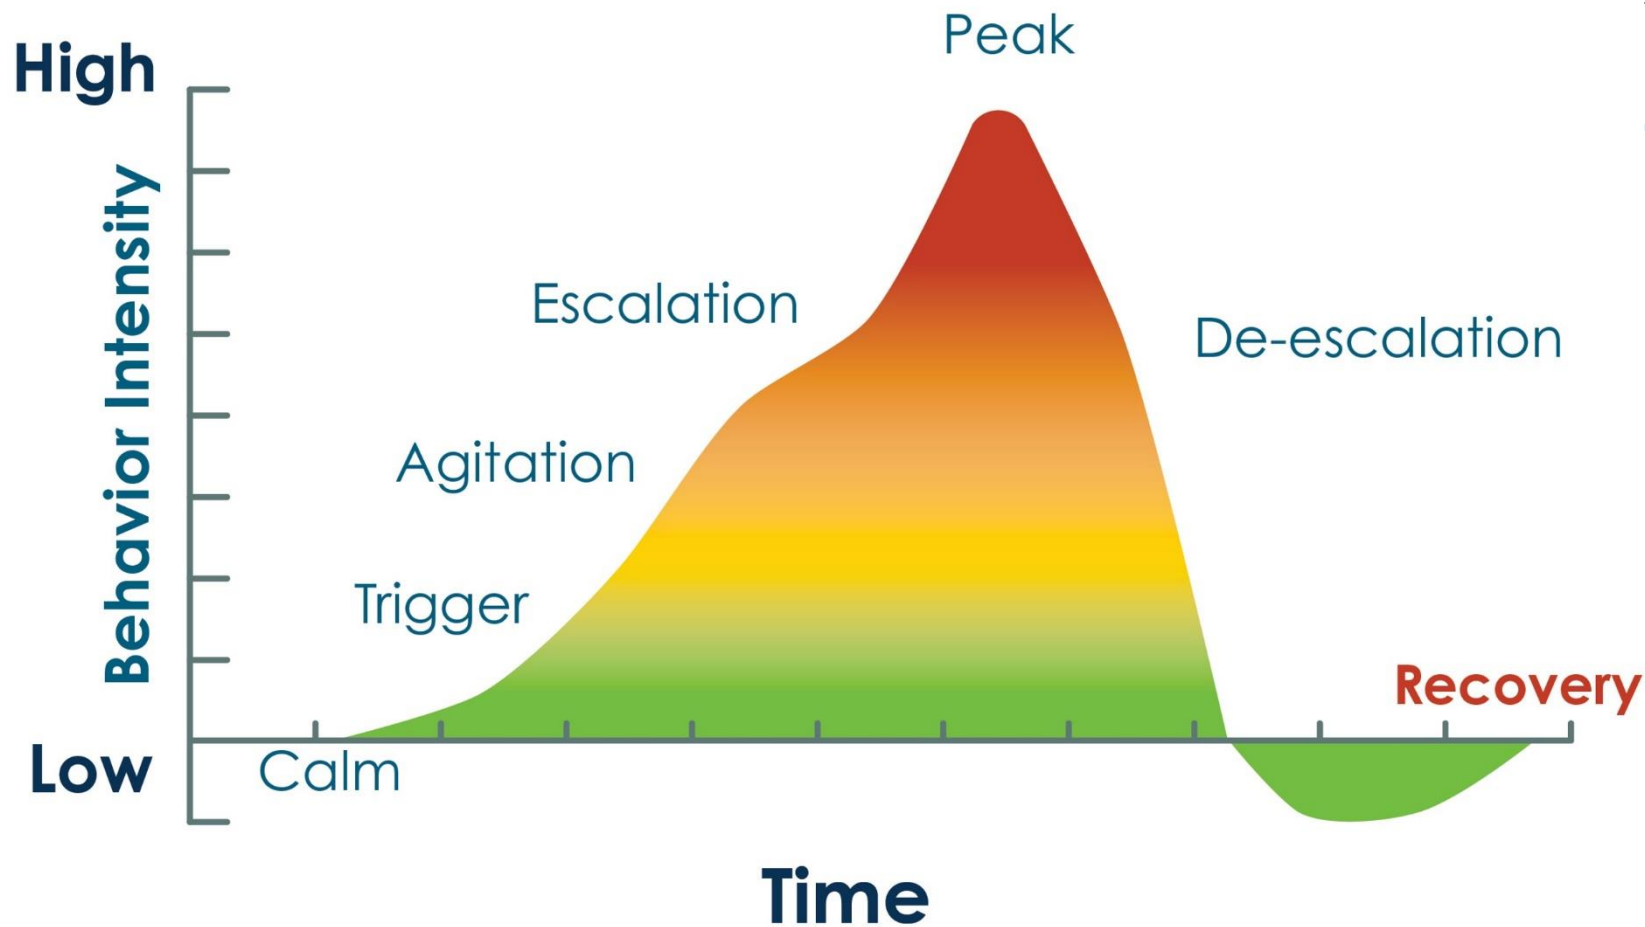 Peak
High
Behavior Intensity
Escalation
De-escalation
Agitation
Trigger
Recovery
Low
Calm
Time